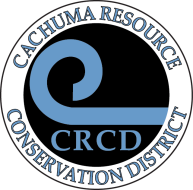 CACHUMA RESOURCE
CRCD
CONSERVATION DISTRICT